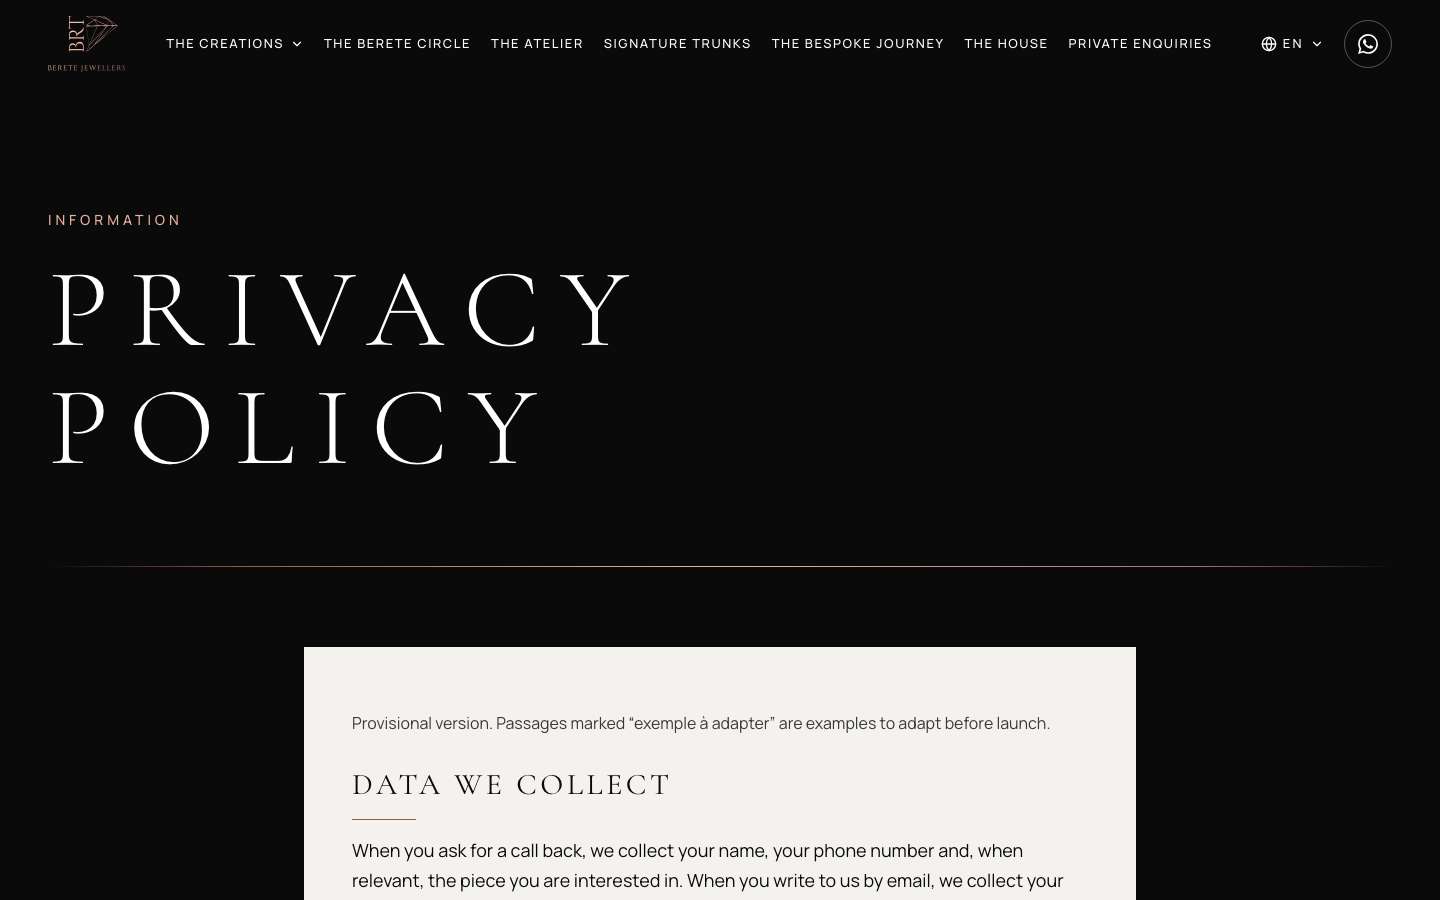 BRT
BERETE JEWELLERS
THE CREATIONS
THE BERETE CIRCLE
THE ATELIER
SIGNATURE TRUNKS
THE BESPOKE JOURNEY
THE HOUSE
PRIVATE ENQUIRIES
EN
INFORMATION
PRIVACY
POLICY
Provisional version. Passages marked “exemple à adapter” are examples to adapt before launch.
DATA WE COLLECT
When you ask for a call back, we collect your name, your phone number and, when
relevant, the piece you are interested in. When you write to us by email, we collect your